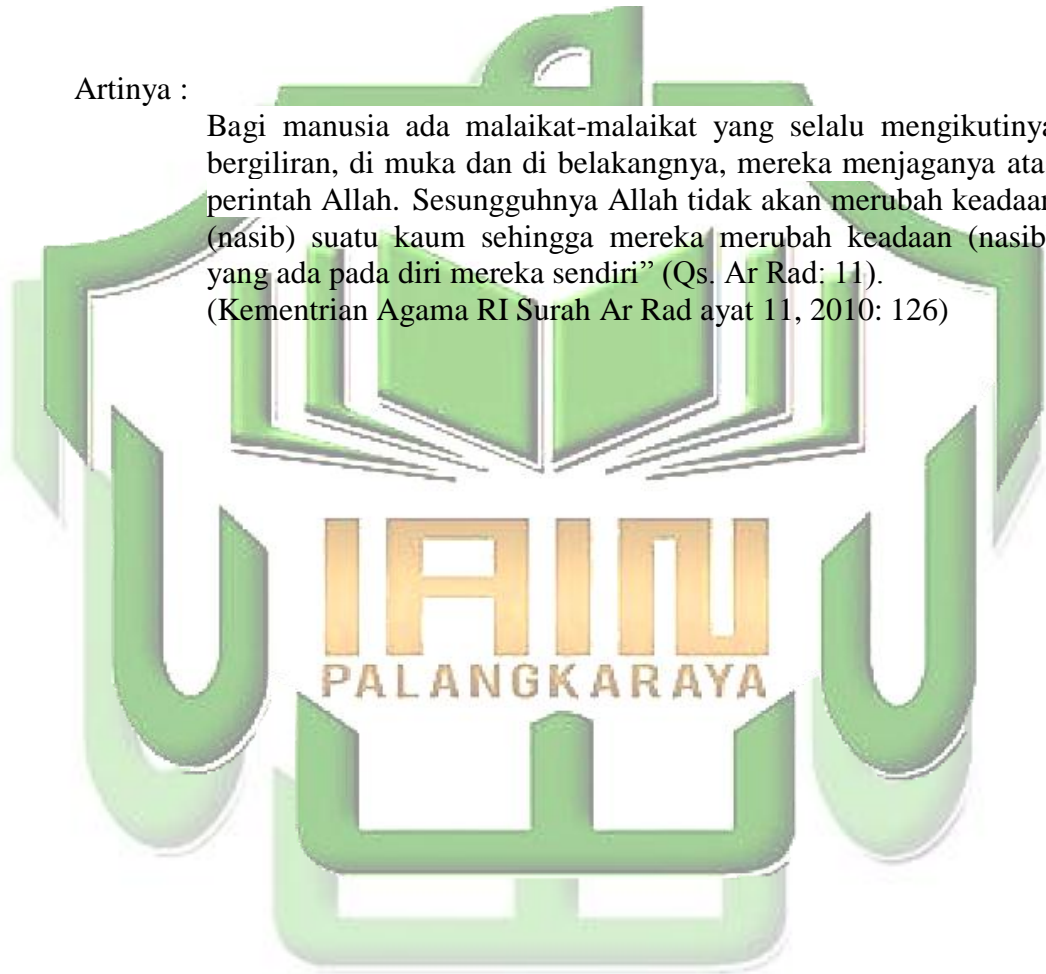 Artinya :
Bagi manusia ada malaikat-malaikat yang selalu mengikutinya
bergiliran, di muka dan di belakangnya, mereka menjaganya ata
perintah Allah. Sesungguhnya Allah tidak akan merubah keadaan
(nasib) suatu kaum sehingga mereka merubah keadaan (nasib
yang ada pada diri mereka sendiri” (Qs. Ar Rad: 11).
(Kementrian Agama RI Surah Ar Rad ayat 11, 2010: 126)
IAIN
PALANGKARAYA